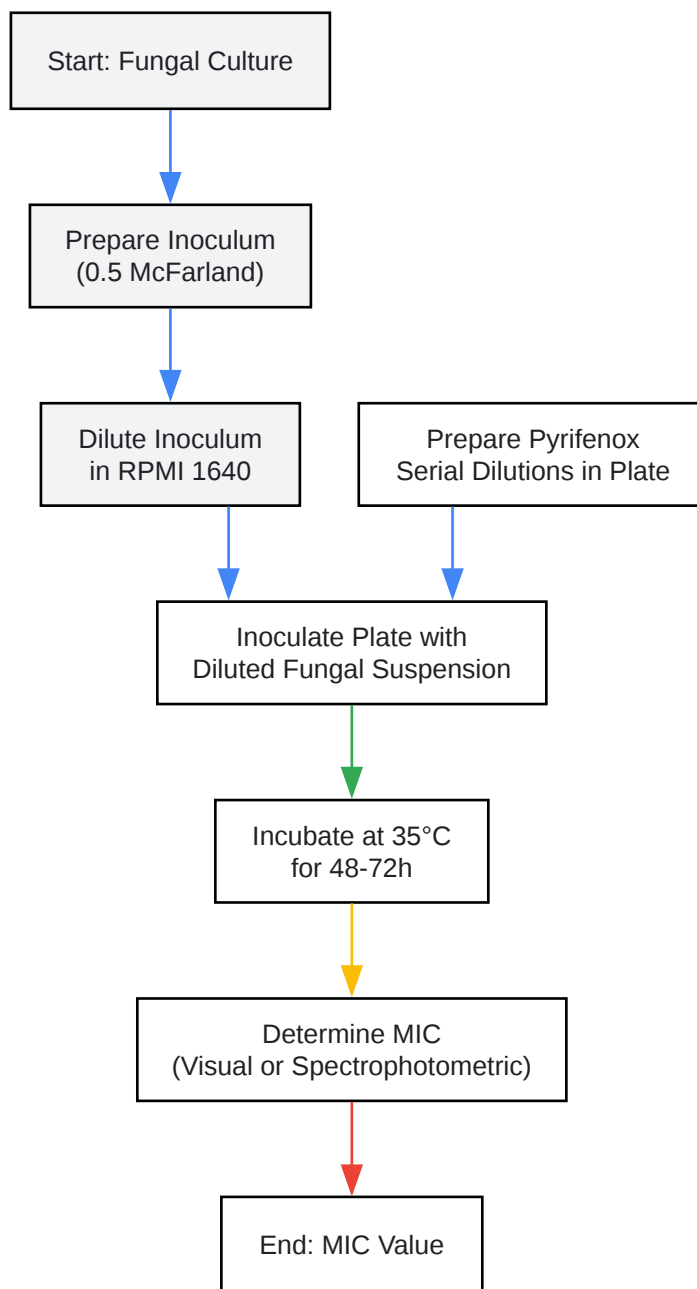 Start: Fungal Culture
Prepare Inoculum
(0.5 McFarland)
Dilute Inoculum
in RPMI 1640
Prepare Pyrifenox
Serial Dilutions in Plate
Inoculate Plate with
Diluted Fungal Suspension
Incubate at 35°C
for 48-72h
Determine MIC
(Visual or Spectrophotometric)
End: MIC Value